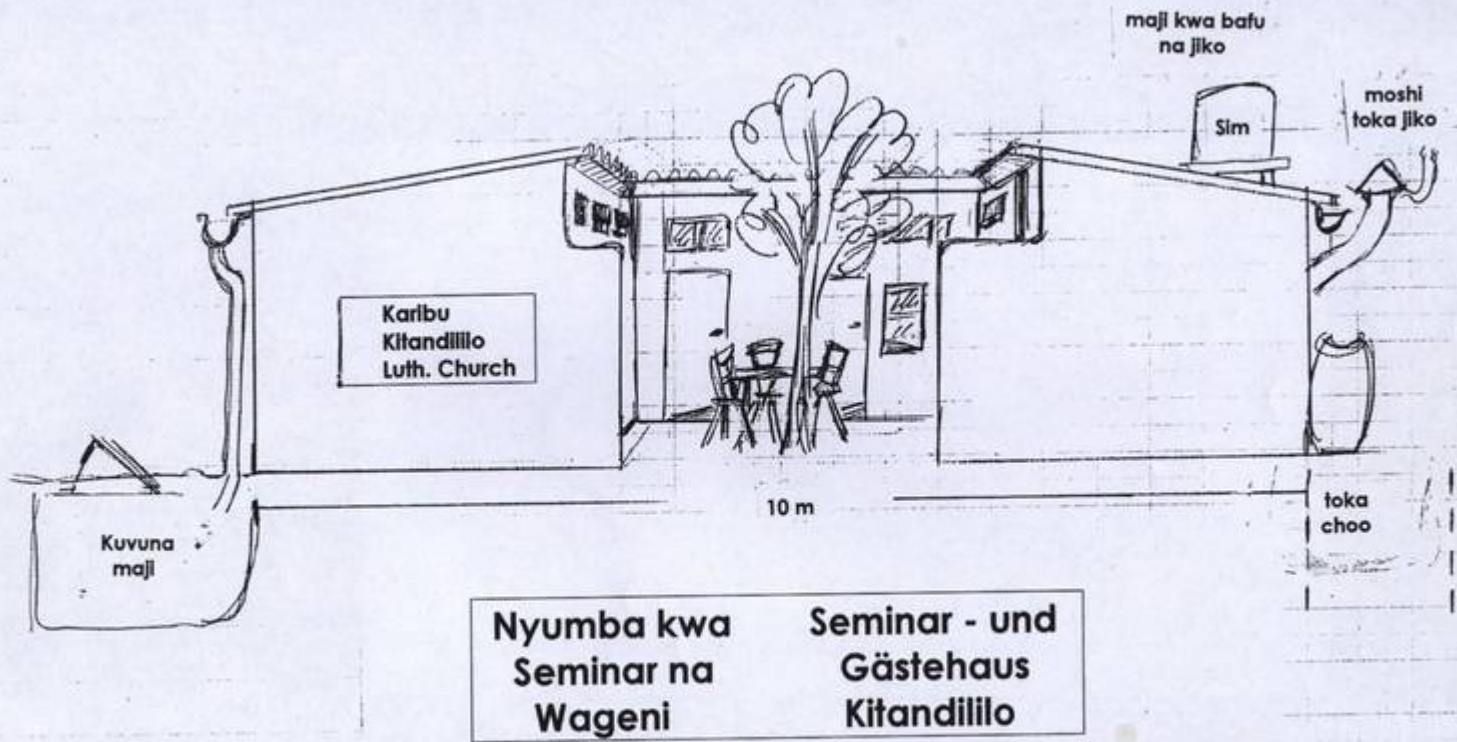 maji kwa bafu
na jiko
Sim
moshi
toka jiko
Karibu
Kitandililo
Luth. Church
10 m
Kuvuna
maji
toka
choo
Nyumba kwa
Seminar na
Wageni
Seminar - und
Gästehaus
Kitandililo